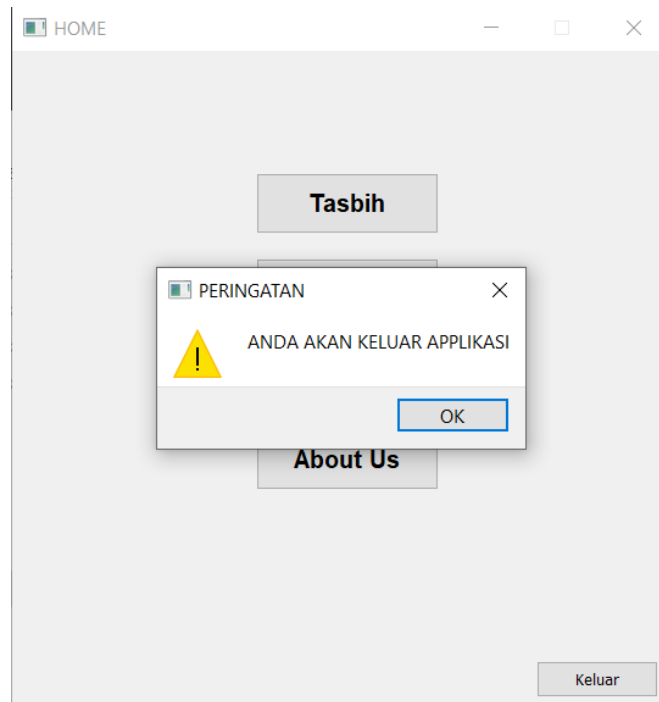 HOME
Tasbih
PERINGATAN
ANDA AKAN KELUAR APPLIKASI
OK
About Us
Keluar